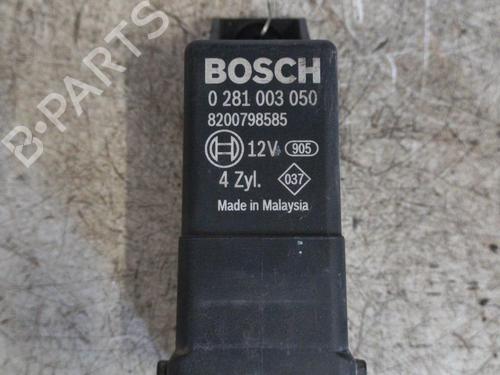 B-PARTS
BOSCH
0 281 003 050
8200798585
12V 905
4 Zyl. 037
Made in Malaysia